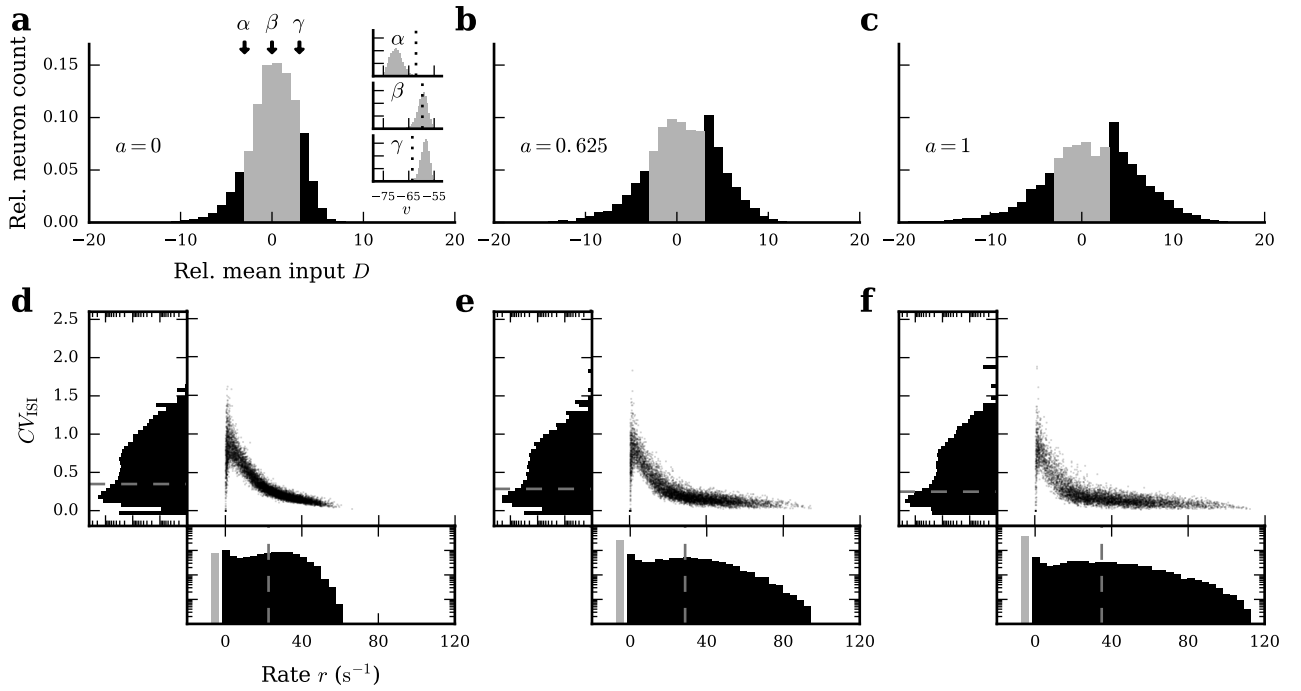 a
α β γ
b
c
Rel. neuron count
0.15
0.10
0.05
0.00
a = 0
α
β
γ
−75 −65 −55
v
a = 0.625
a = 1
−20 −10 0 10 20
−20 −10 0 10 20
−20 −10 0 10 20
Rel. mean input D
d
e
f
CV_ISI
2.5
2.0
1.5
1.0
0.5
0.0
0 40 80 120
0 40 80 120
0 40 80 120
Rate r (s⁻¹)